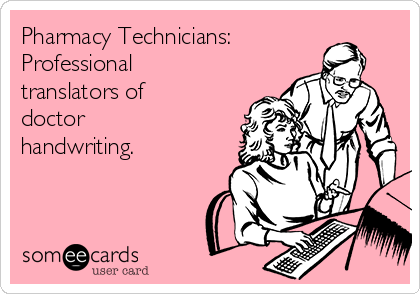 Pharmacy Technicians:
Professional
translators of
doctor
handwriting.
someecards
user card